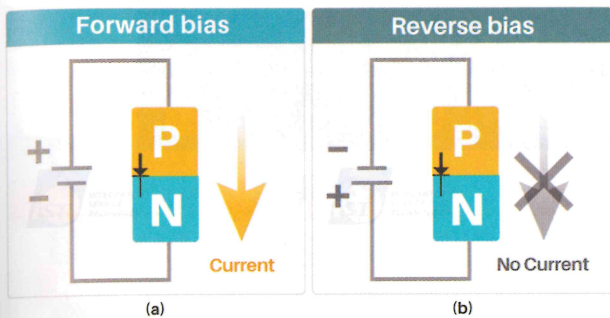 Forward bias
Reverse bias
+
-
P
N
Current
-
+
P
N
No Current
(a)
(b)